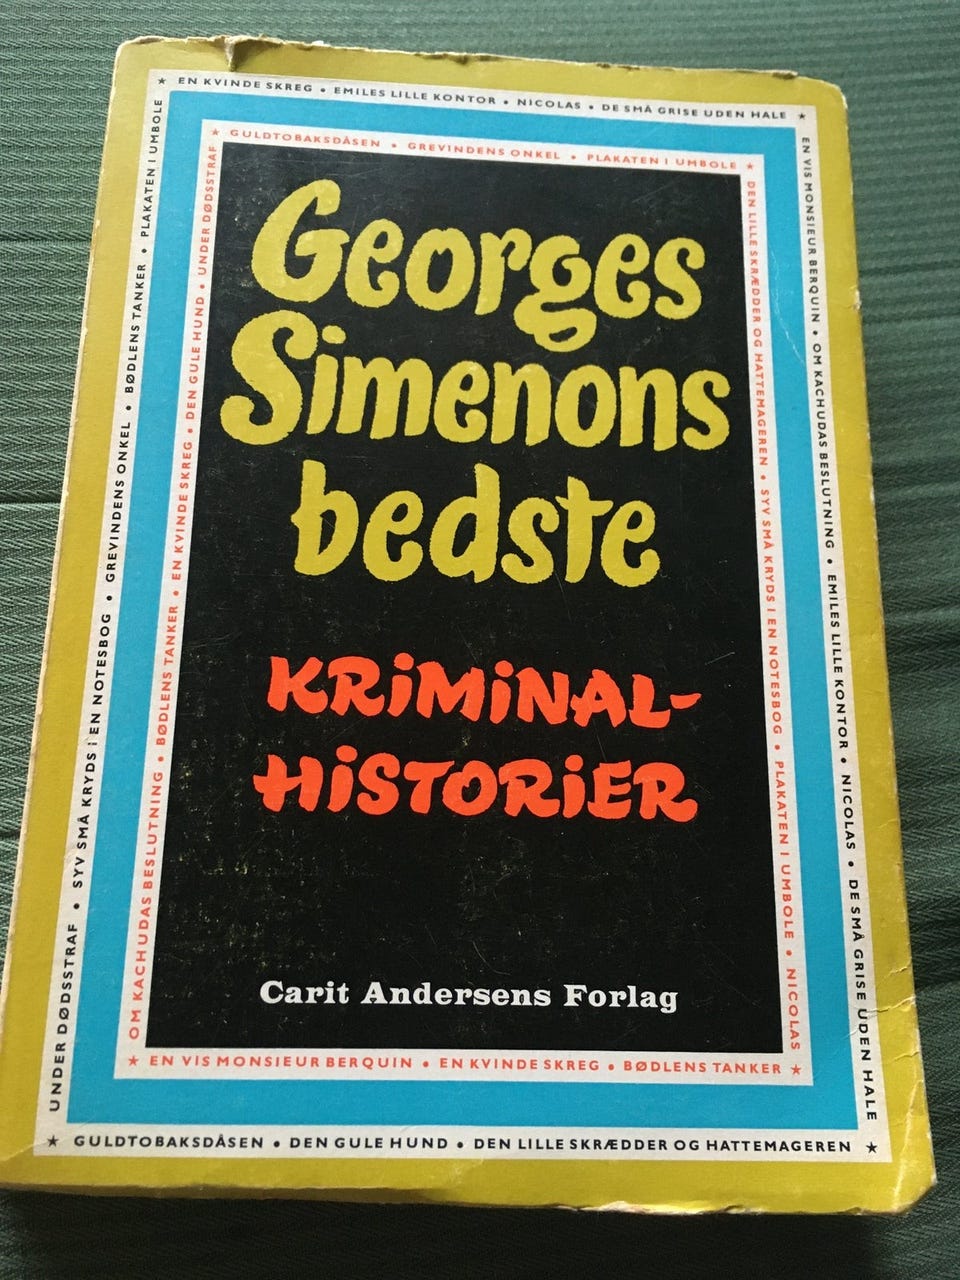 ★ EN KVINDE SKREG • EMILES LILLE KONTOR • NICOLAS • DE SMÅ GRISE UDEN HALE ★
EN VIS MONSIEUR BERQUIN • OM KACHUDAS BESLUTNING • EMILES LILLE KONTOR • NICOLAS • DE SMÅ GRISE UDEN HALE
★ GULDTOBAKSDÅSEN • DEN GULE HUND • DEN LILLE SKRÆDDER OG HATTEMAGEREN ★
UNDER DØDSSTRAF • SYV SMÅ KRYDS I EN NOTESBOG • GREVINDENS ONKEL • BØDLENS TANKER • PLAKATEN I UMBOLE
★ GULDTOBAKSDÅSEN • GREVINDENS ONKEL • PLAKATEN I UMBOLE ★
DEN LILLE SKRÆDDER OG HATTEMAGEREN • SYV SMÅ KRYDS I EN NOTESBOG • PLAKATEN I UMBOLE • NICOLAS
★ EN VIS MONSIEUR BERQUIN • EN KVINDE SKREG • BØDLENS TANKER ★
OM KACHUDAS BESLUTNING • BØDLENS TANKER • EN KVINDE SKREG • DEN GULE HUND • UNDER DØDSSTRAF
Georges
Simenons
bedste
KRiMiNAL-
HiSTORiER
Carit Andersens Forlag